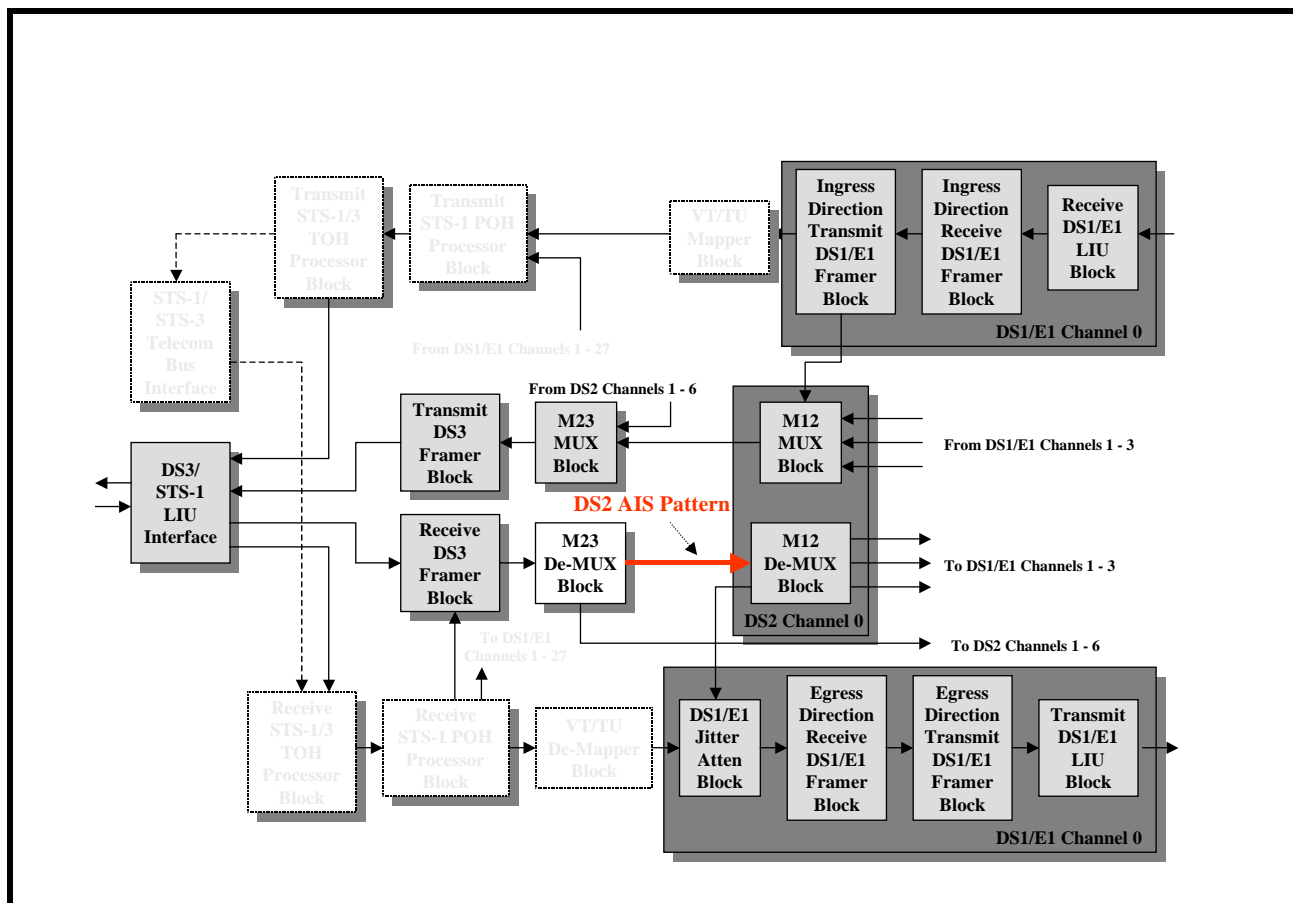 Transmit
STS-1/3
TOH
Processor
Block
Transmit
STS-1 POH
Processor
Block
VT/TU
Mapper
Block
Ingress
Direction
Transmit
DS1/E1
Framer
Block
Ingress
Direction
Receive
DS1/E1
Framer
Block
Receive
DS1/E1
LIU
Block
DS1/E1 Channel 0
STS-1/
STS-3
Telecom
Bus
Interface
From DS1/E1 Channels 1 - 27
From DS2 Channels 1 - 6
Transmit
DS3
Framer
Block
M23
MUX
Block
M12
MUX
Block
From DS1/E1 Channels 1 - 3
DS3/
STS-1
LIU
Interface
DS2 AIS Pattern
Receive
DS3
Framer
Block
M23
De-MUX
Block
M12
De-MUX
Block
To DS1/E1 Channels 1 - 3
DS2 Channel 0
To DS1/E1
Channels 1 - 27
To DS2 Channels 1 - 6
Receive
STS-1/3
TOH
Processor
Block
Receive
STS-1 POH
Processor
Block
VT/TU
De-Mapper
Block
DS1/E1
Jitter
Atten
Block
Egress
Direction
Receive
DS1/E1
Framer
Block
Egress
Direction
Transmit
DS1/E1
Framer
Block
Transmit
DS1/E1
LIU
Block
DS1/E1 Channel 0